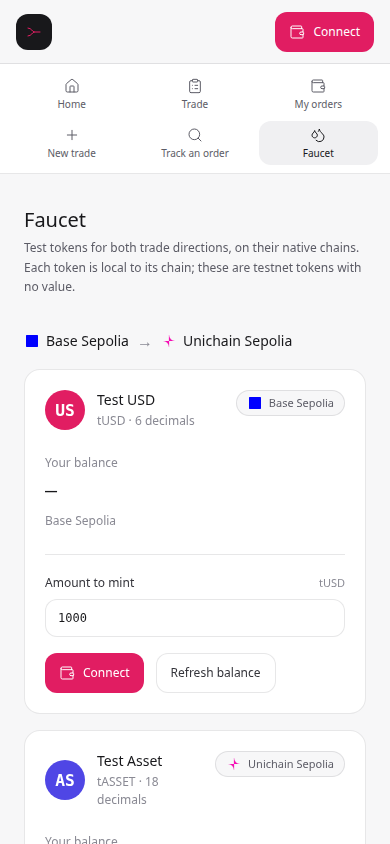 Connect
Home
Trade
My orders
New trade
Track an order
Faucet
Faucet
Test tokens for both trade directions, on their native chains.
Each token is local to its chain; these are testnet tokens with
no value.
Base Sepolia → Unichain Sepolia
US
Test USD
tUSD · 6 decimals
Base Sepolia
Your balance
—
Base Sepolia
Amount to mint
tUSD
1000
Connect
Refresh balance
AS
Test Asset
tASSET · 18
decimals
Unichain Sepolia
Your balance